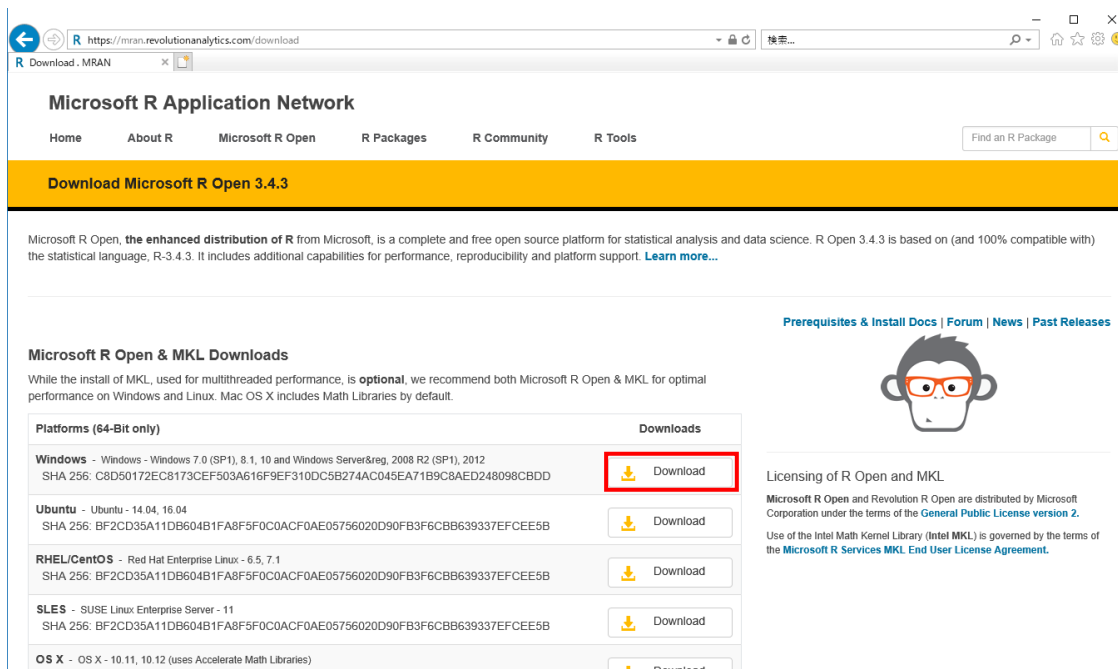 R https://mran.revolutionanalytics.com/download
検索...
R Download . MRAN
Microsoft R Application Network
Home About R Microsoft R Open R Packages R Community R Tools
Find an R Package
Download Microsoft R Open 3.4.3
Microsoft R Open, the enhanced distribution of R from Microsoft, is a complete and free open source platform for statistical analysis and data science. R Open 3.4.3 is based on (and 100% compatible with)
the statistical language, R-3.4.3. It includes additional capabilities for performance, reproducibility and platform support. Learn more...
Prerequisites & Install Docs | Forum | News | Past Releases
Microsoft R Open & MKL Downloads
While the install of MKL, used for multithreaded performance, is optional, we recommend both Microsoft R Open & MKL for optimal
performance on Windows and Linux. Mac OS X includes Math Libraries by default.
Platforms (64-Bit only) Downloads
Windows - Windows - Windows 7.0 (SP1), 8.1, 10 and Windows Server&reg, 2008 R2 (SP1), 2012
SHA 256: C8D50172EC8173CEF503A616F9EF310DC5B274AC045EA71B9C8AED248098CBDD
Download
Ubuntu - Ubuntu - 14.04, 16.04
SHA 256: BF2CD35A11DB604B1FA8F5F0C0ACF0AE05756020D90FB3F6CBB639337EFCEE5B
Download
RHEL/CentOS - Red Hat Enterprise Linux - 6.5, 7.1
SHA 256: BF2CD35A11DB604B1FA8F5F0C0ACF0AE05756020D90FB3F6CBB639337EFCEE5B
Download
SLES - SUSE Linux Enterprise Server - 11
SHA 256: BF2CD35A11DB604B1FA8F5F0C0ACF0AE05756020D90FB3F6CBB639337EFCEE5B
Download
OS X - OS X - 10.11, 10.12 (uses Accelerate Math Libraries)
Download
Licensing of R Open and MKL
Microsoft R Open and Revolution R Open are distributed by Microsoft
Corporation under the terms of the General Public License version 2.
Use of the Intel Math Kernel Library (Intel MKL) is governed by the terms of
the Microsoft R Services MKL End User License Agreement.